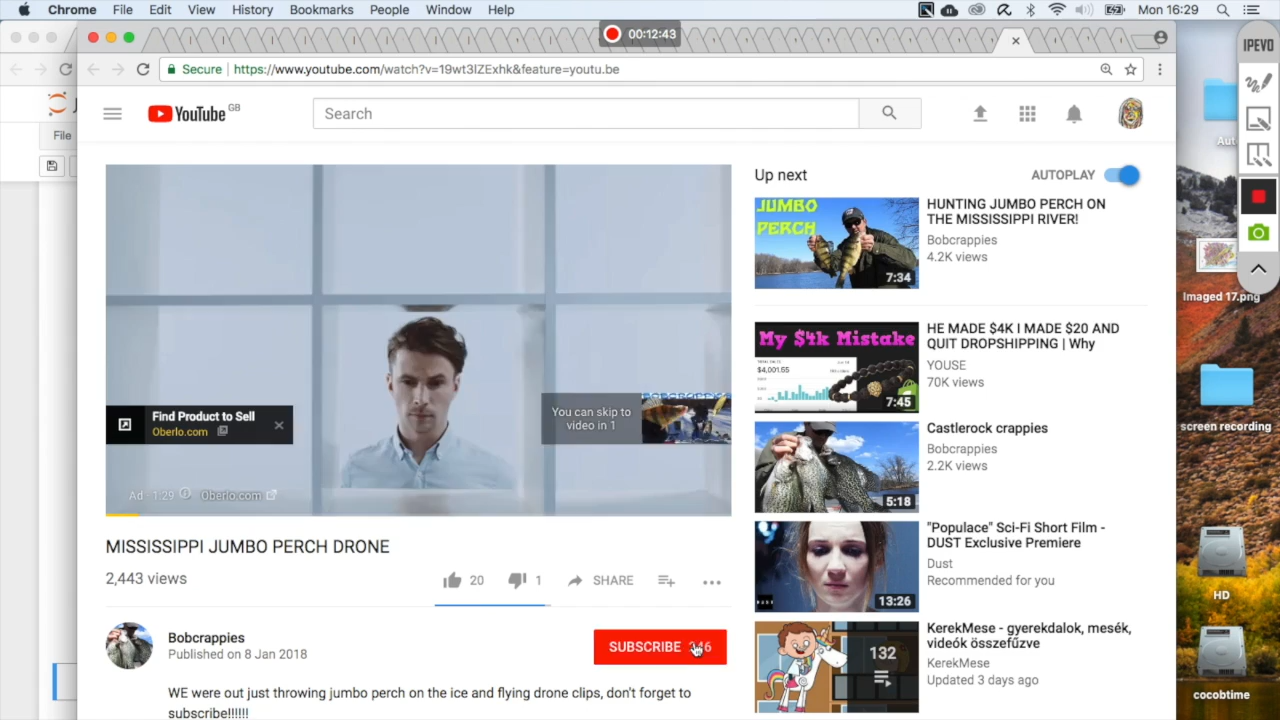 Chrome File Edit View History Bookmarks People Window Help
Mon 16:29
00:12:43
Secure https://www.youtube.com/watch?v=19wt3IZExhk&feature=youtu.be
IPEVO
YouTube GB
Search
File
Up next
AUTOPLAY
JUMBO
PERCH
7:34
HUNTING JUMBO PERCH ON
THE MISSISSIPPI RIVER!
Bobcrappies
4.2K views
Imaged 17.png
My $4k Mistake
$4,001.55
7:45
HE MADE $4K I MADE $20 AND
QUIT DROPSHIPPING | Why
YOUSE
70K views
screen recording
Find Product to Sell
Oberlo.com
You can skip to
video in 1
Ad · 1:29
Oberlo.com
5:18
Castlerock crappies
Bobcrappies
2.2K views
MISSISSIPPI JUMBO PERCH DRONE
2,443 views
20
1
SHARE
DUST
13:26
"Populace" Sci-Fi Short Film -
DUST Exclusive Premiere
Dust
Recommended for you
HD
Bobcrappies
Published on 8 Jan 2018
SUBSCRIBE
WE were out just throwing jumbo perch on the ice and flying drone clips, don't forget to
subscribe!!!!!!
132
KerekMese - gyerekdalok, mesék,
videók összefűzve
KerekMese
Updated 3 days ago
cocobtime